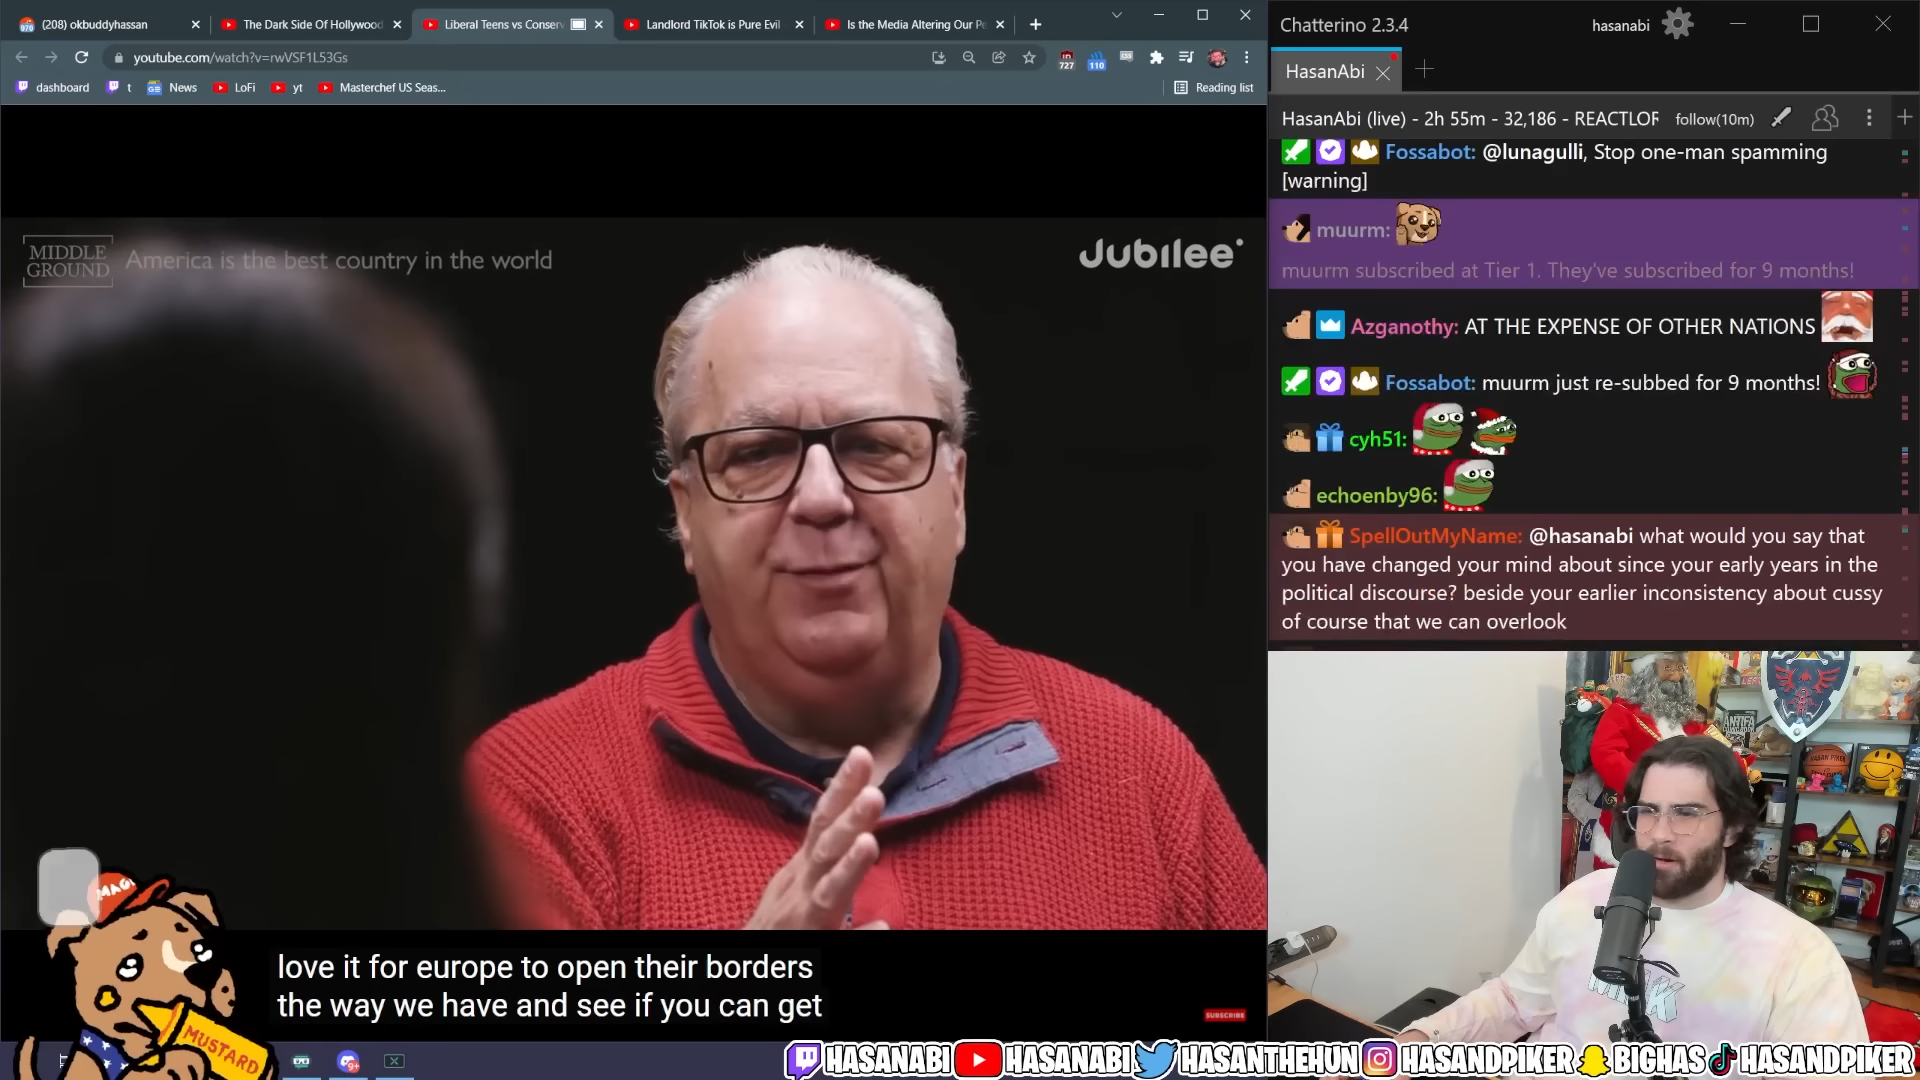 (208) okbuddyhassan
The Dark Side Of Hollywood
Liberal Teens vs Conser
Landlord TikTok is Pure Evil
Is the Media Altering Our Pe
youtube.com/watch?v=rwVSF1L53Gs
727
110
dashboard
t
News
LoFi
yt
Masterchef US Seas...
Reading list
MIDDLE
GROUND
America is the best country in the world
Jubilee
love it for europe to open their borders
the way we have and see if you can get
SUBSCRIBE
MUSTARD
Chatterino 2.3.4
hasanabi
HasanAbi
HasanAbi (live) - 2h 55m - 32,186 - REACTLOR
follow(10m)
Fossabot: @lunagulli, Stop one-man spamming
[warning]
muurm:
muurm subscribed at Tier 1. They've subscribed for 9 months!
Azganothy: AT THE EXPENSE OF OTHER NATIONS
Fossabot: muurm just re-subbed for 9 months!
cyh51:
echoenby96:
SpellOutMyName: @hasanabi what would you say that
you have changed your mind about since your early years in the
political discourse? beside your earlier inconsistency about cussy
of course that we can overlook
HASAN PIKER
HASANABI
HASANABI
HASANTHEHUN
HASANDPIKER
BIGHAS
HASANDPIKER